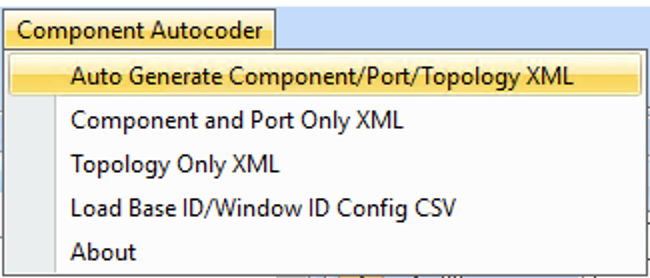 Component Autocoder
Auto Generate Component/Port/Topology XML
Component and Port Only XML
Topology Only XML
Load Base ID/Window ID Config CSV
About